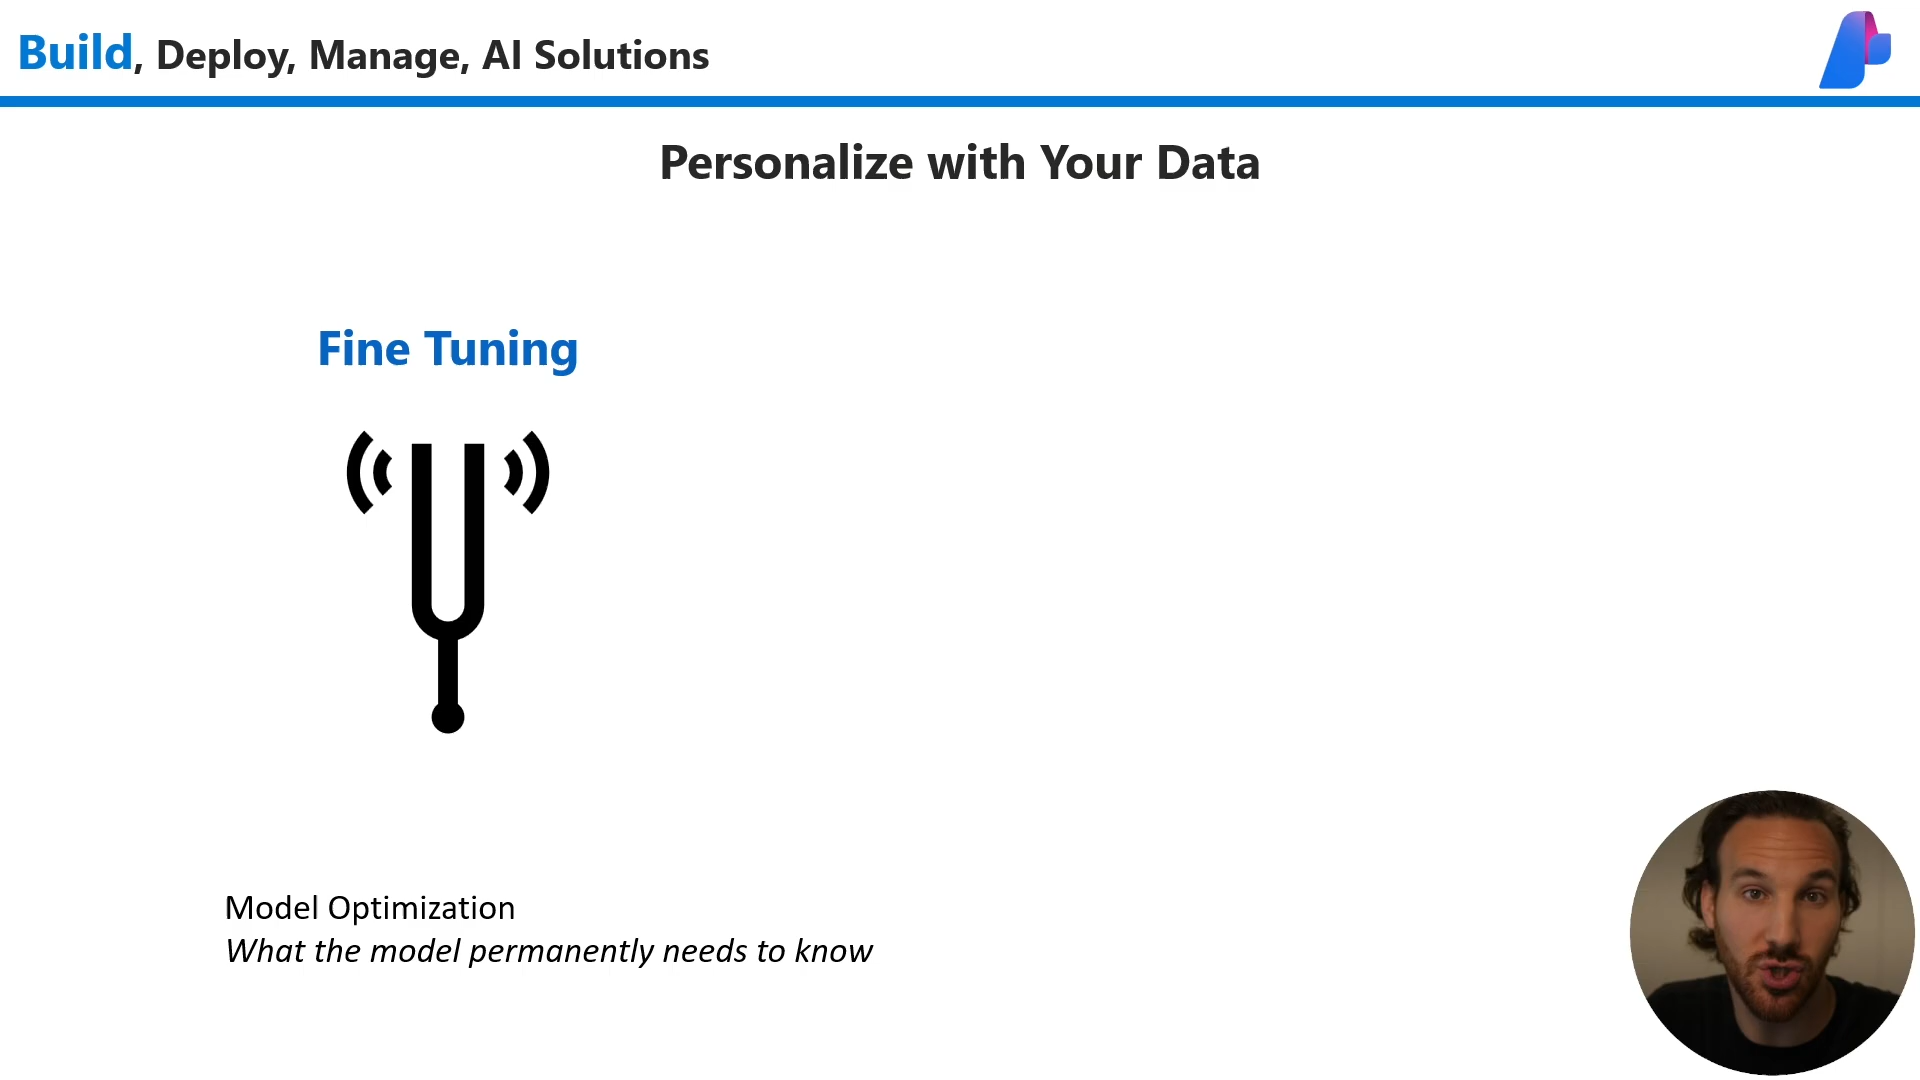 Build, Deploy, Manage, AI Solutions
Personalize with Your Data
Fine Tuning
Model Optimization
What the model permanently needs to know